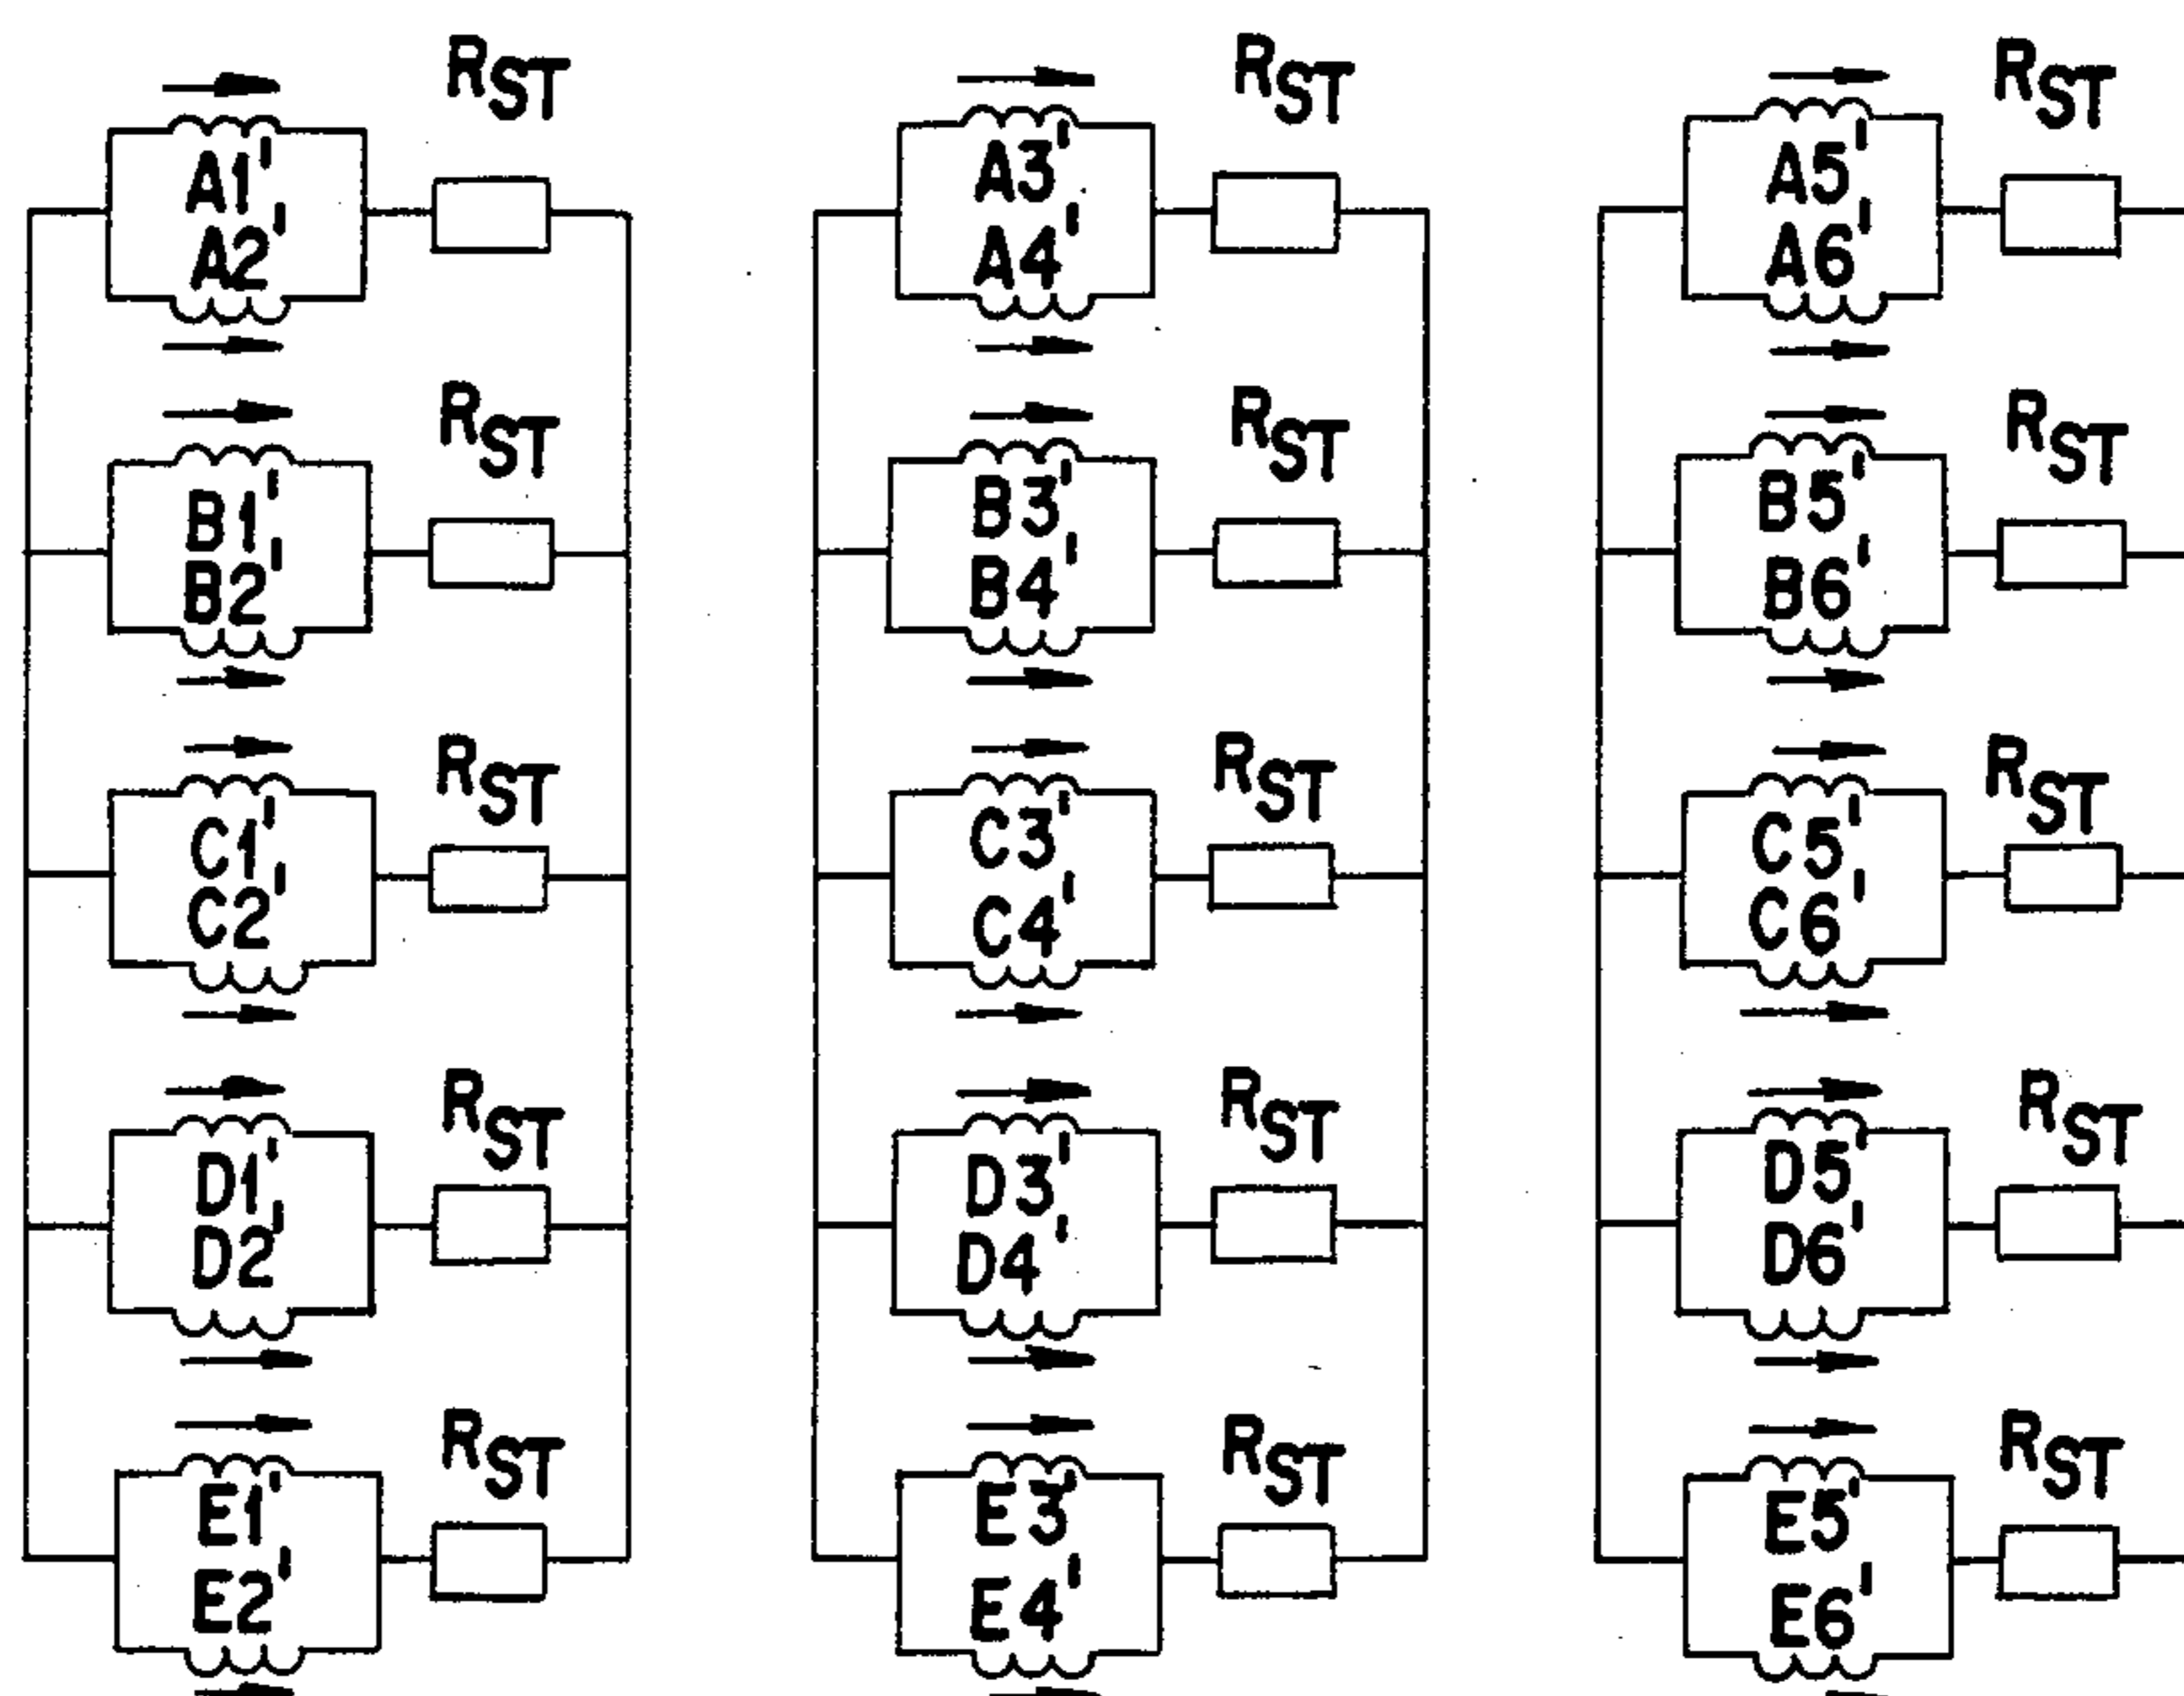 R_ST R_ST R_ST
A1' A3' A5'
A2' A4' A6'
R_ST R_ST R_ST
B1' B3' B5'
B2' B4' B6'
R_ST R_ST R_ST
C1' C3' C5'
C2' C4' C6'
R_ST R_ST R_ST
D1' D3' D5'
D2' D4' D6'
R_ST R_ST R_ST
E1' E3' E5'
E2' E4' E6'